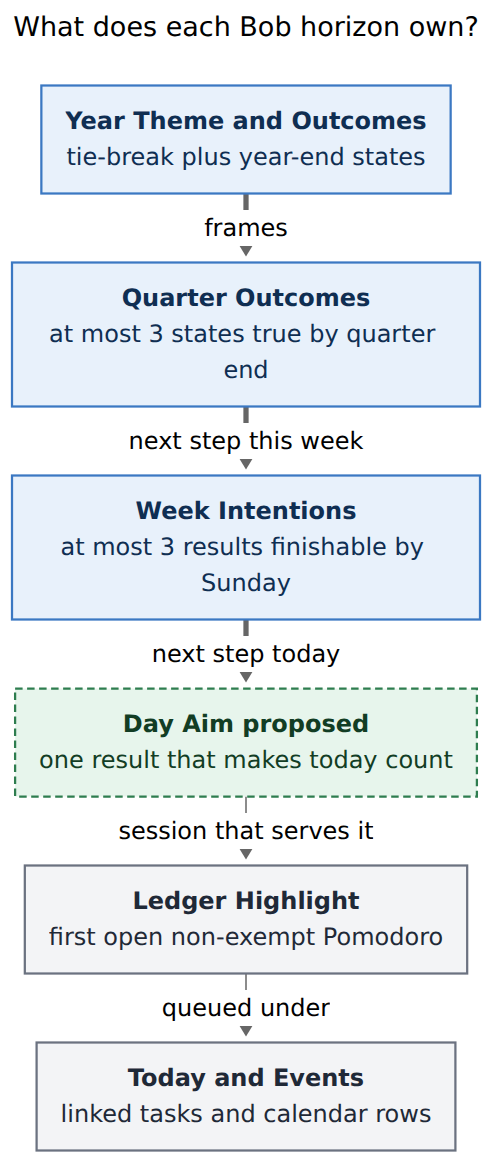 What does each Bob horizon own?
Year Theme and Outcomes
tie-break plus year-end states
frames
Quarter Outcomes
at most 3 states true by quarter
end
next step this week
Week Intentions
at most 3 results finishable by
Sunday
next step today
Day Aim proposed
one result that makes today count
session that serves it
Ledger Highlight
first open non-exempt Pomodoro
queued under
Today and Events
linked tasks and calendar rows